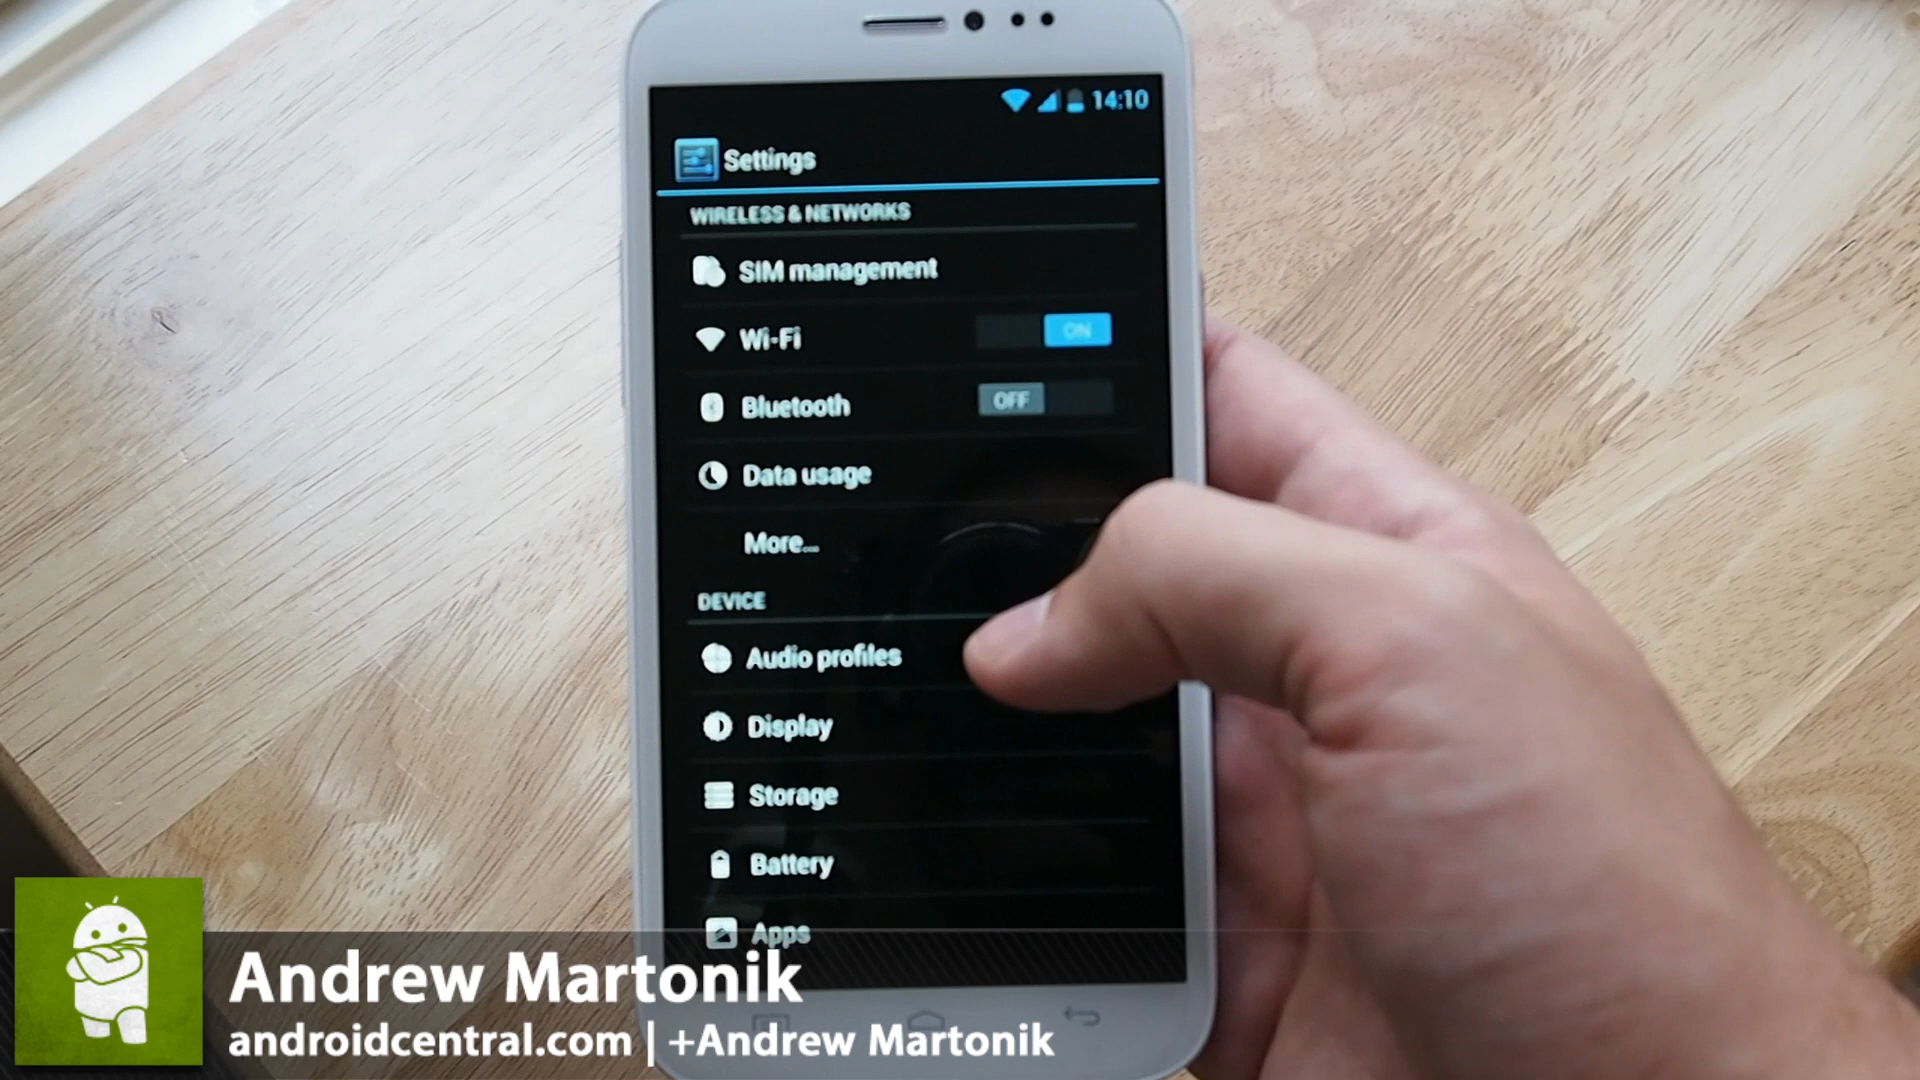 14:10
Settings
WIRELESS & NETWORKS
SIM management
Wi-Fi ON
Bluetooth OFF
Data usage
More...
DEVICE
Audio profiles
Display
Storage
Battery
Apps
Andrew Martonik
androidcentral.com | +Andrew Martonik